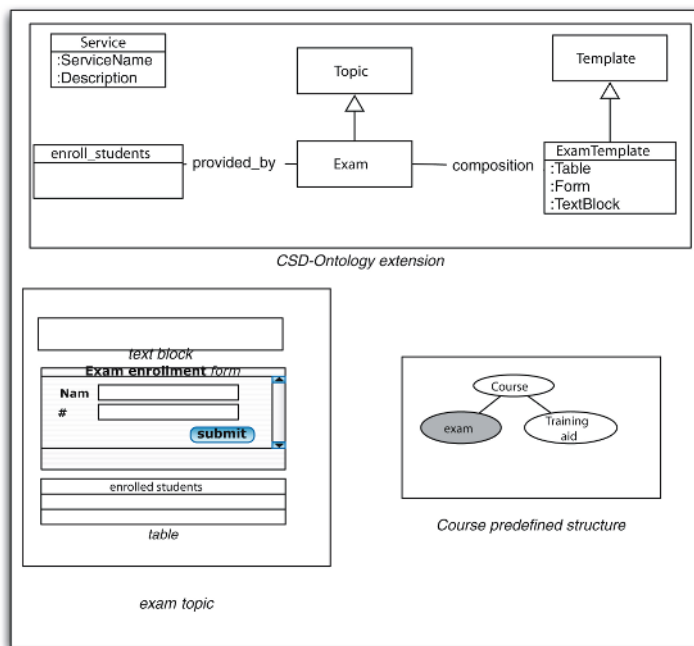 Service
:ServiceName
:Description
Topic
Template
enroll_students
provided_by
Exam
composition
ExamTemplate
:Table
:Form
:TextBlock
CSD-Ontology extension
text block
Exam enrollment form
Nam
#
submit
enrolled students
table
exam topic
Course
exam
Training
aid
Course predefined structure